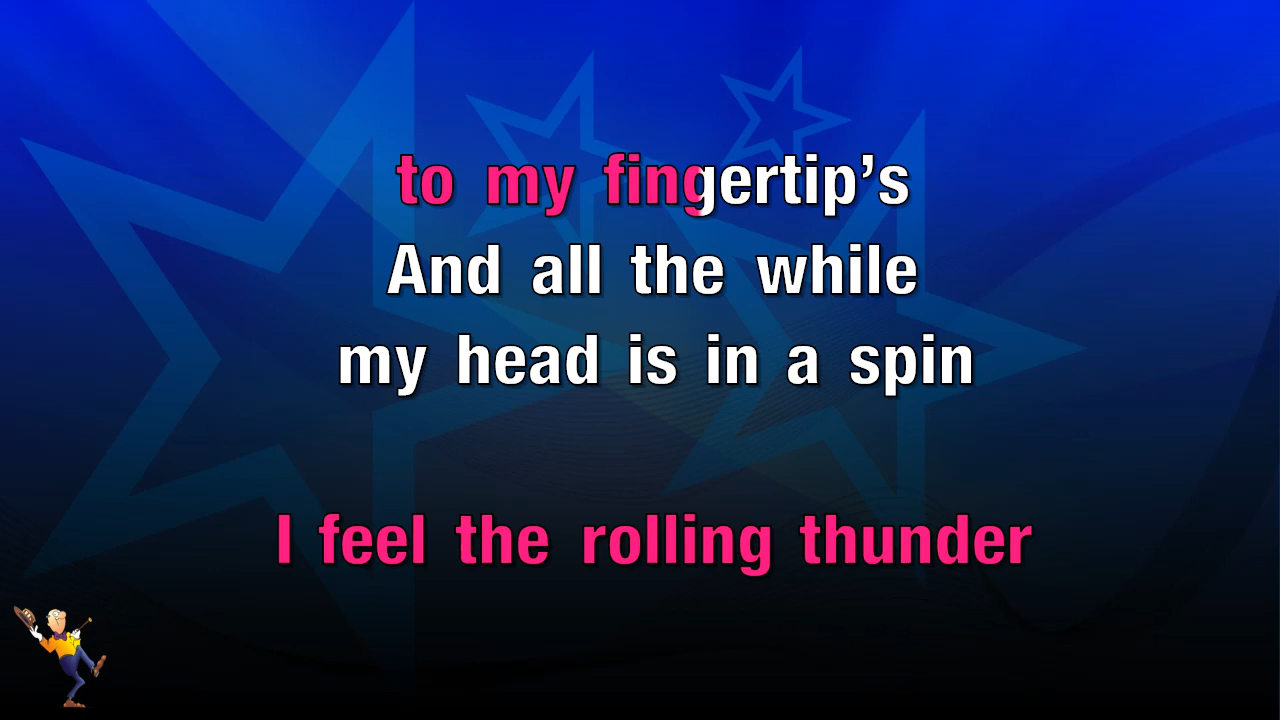 to my fingertip’s
And all the while
my head is in a spin
I feel the rolling thunder